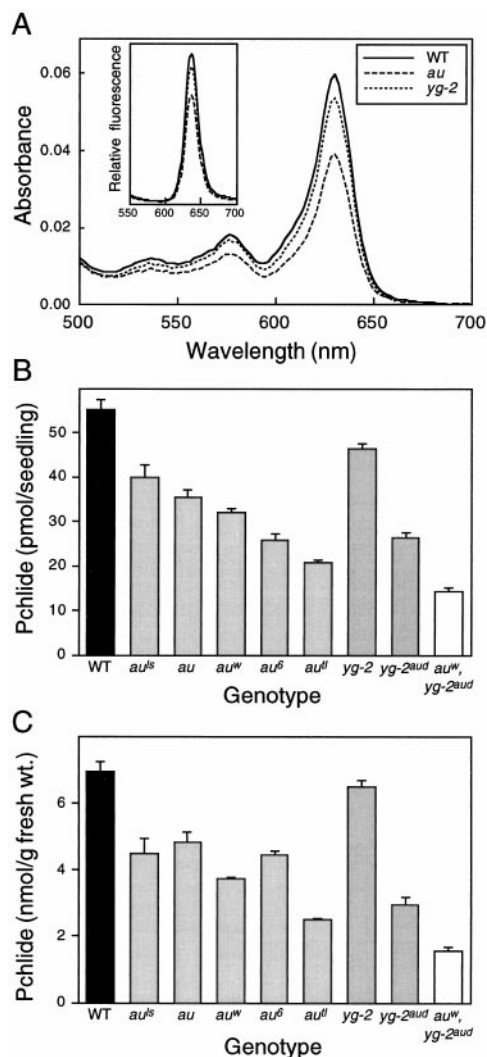 A
Absorbance
0.06
0.04
0.02
0.00
Relative fluorescence
550 600 650 700
WT
au
yg-2
500 550 600 650 700
Wavelength (nm)
B
Pchlide (pmol/seedling)
50
40
30
20
10
0
WT au^ls au au^w au^6 au^tl yg-2 yg-2^aud au^w, yg-2^aud
Genotype
C
Pchlide (nmol/g fresh wt.)
6
4
2
0
WT au^ls au au^w au^6 au^tl yg-2 yg-2^aud au^w, yg-2^aud
Genotype